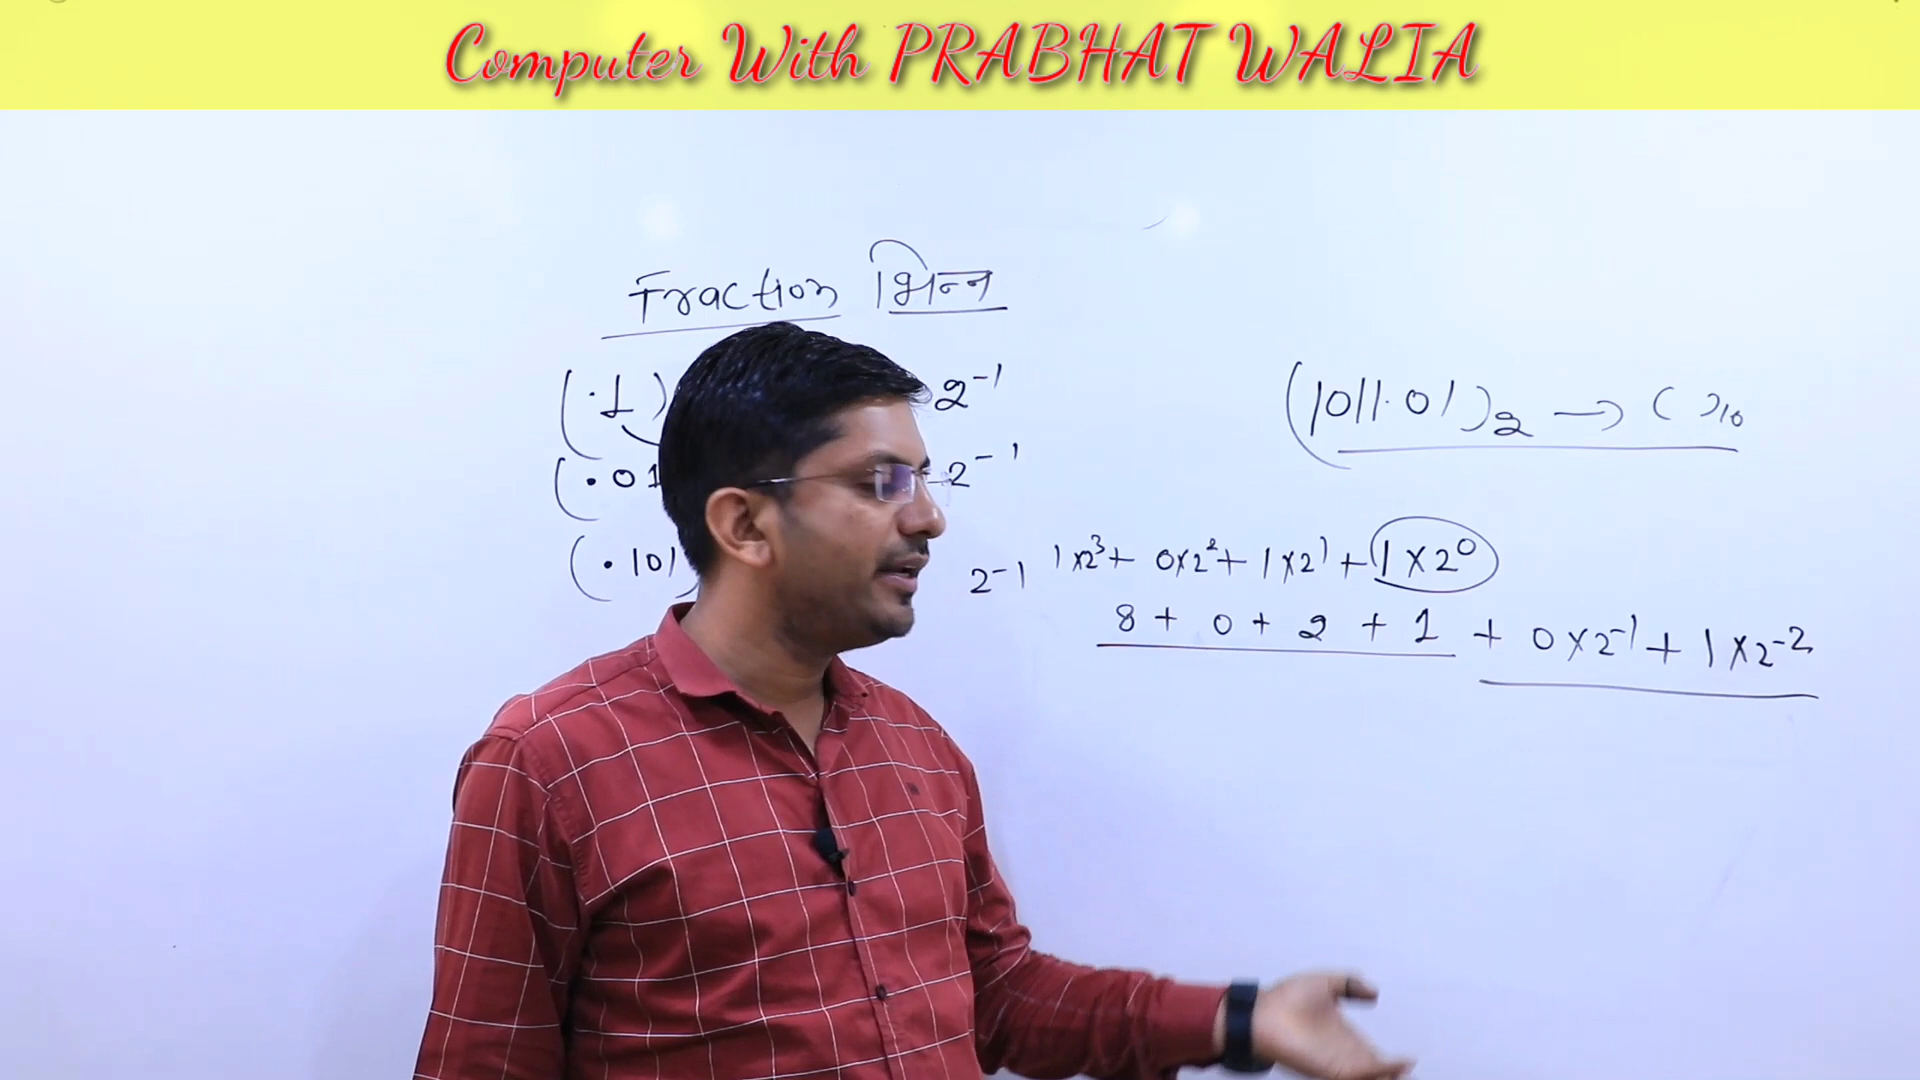 Computer With PRABHAT WALIA
Fraction भिन्न
(.1) 2⁻¹
(.01 2⁻¹
(.101) 2⁻¹
(1011.01)₂ → ( )₁₀
1x2³+ 0x2²+ 1x2¹+ 1x2⁰
8 + 0 + 2 + 1 + 0x2⁻¹+ 1x2⁻²